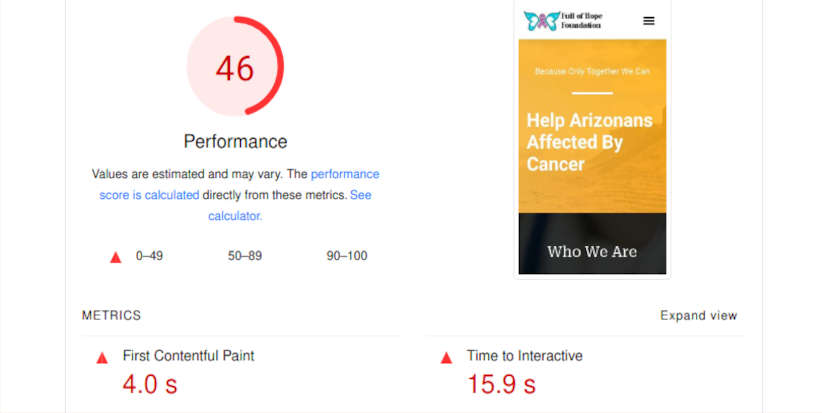 46
Performance
Values are estimated and may vary. The performance
score is calculated directly from these metrics. See
calculator.
0–49
50–89
90–100
Full of Hope
Foundation
Because Only Together We Can
Help Arizonans
Affected By
Cancer
Who We Are
METRICS
Expand view
First Contentful Paint
4.0 s
Time to Interactive
15.9 s